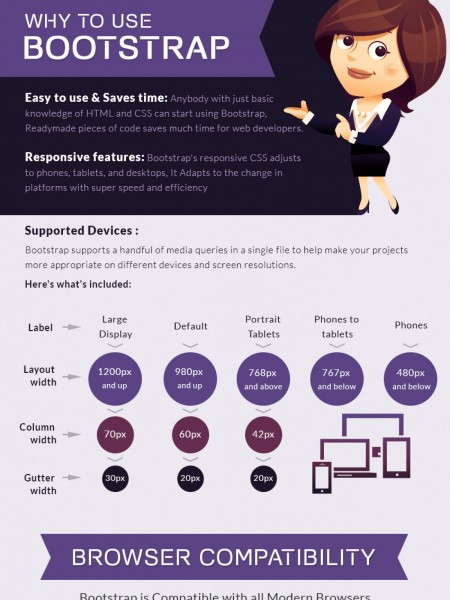 WHY TO USE
BOOTSTRAP
Easy to use & Saves time: Anybody with just basic
knowledge of HTML and CSS can start using Bootstrap,
Readymade pieces of code saves much time for web developers.
Responsive features: Bootstrap's responsive CSS adjusts
to phones, tablets, and desktops, It Adapts to the change in
platforms with super speed and efficiency
Supported Devices :
Bootstrap supports a handful of media queries in a single file to help make your projects
more appropriate on different devices and screen resolutions.
Here's what's included:
Label
Large
Display
Default
Portrait
Tablets
Phones to
tablets
Phones
Layout
width
1200px
and up
980px
and up
768px
and above
767px
and below
480px
and below
Column
width
70px
60px
42px
Gutter
width
30px
20px
20px
BROWSER COMPATIBILITY
Bootstrap is Compatible with all Modern Browsers